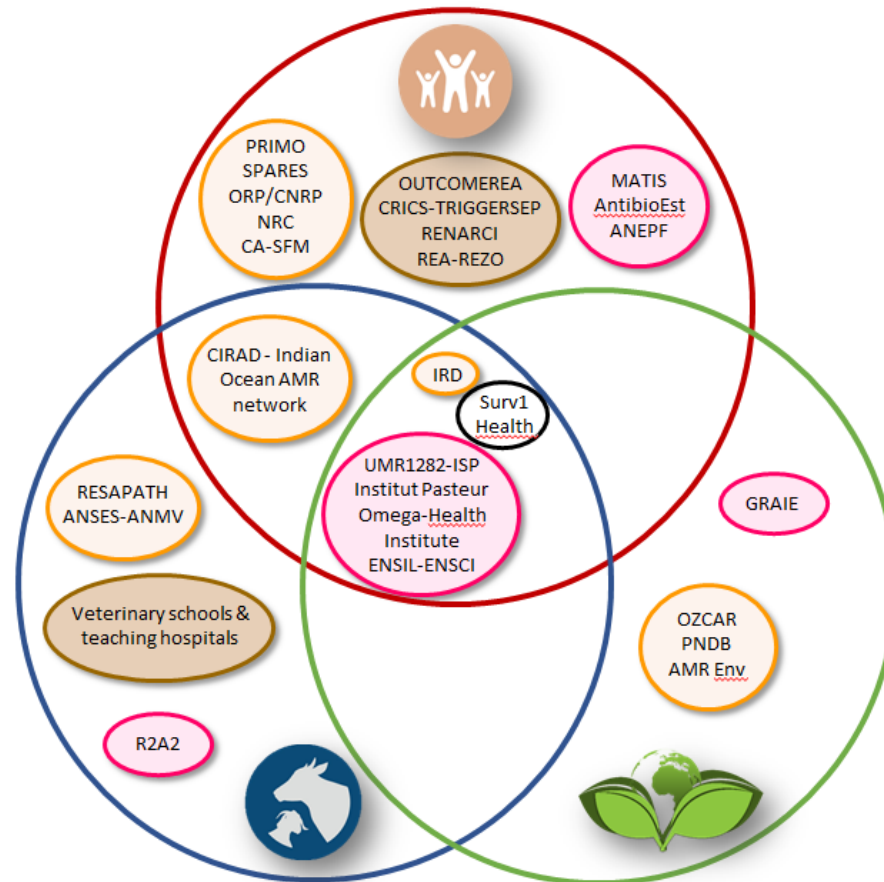 PRIMO
SPARES
ORP/CNRP
NRC
CA-SFM
OUTCOMEREA
CRICS-TRIGGERSEP
RENARCI
REA-REZO
MATIS
AntibioEst
ANEPF
CIRAD - Indian
Ocean AMR
network
IRD
Surv1
Health
UMR1282-ISP
Institut Pasteur
Omega-Health
Institute
ENSIL-ENSCI
RESAPATH
ANSES-ANMV
GRAIE
Veterinary schools &
teaching hospitals
OZCAR
PNDB
AMR Env
R2A2